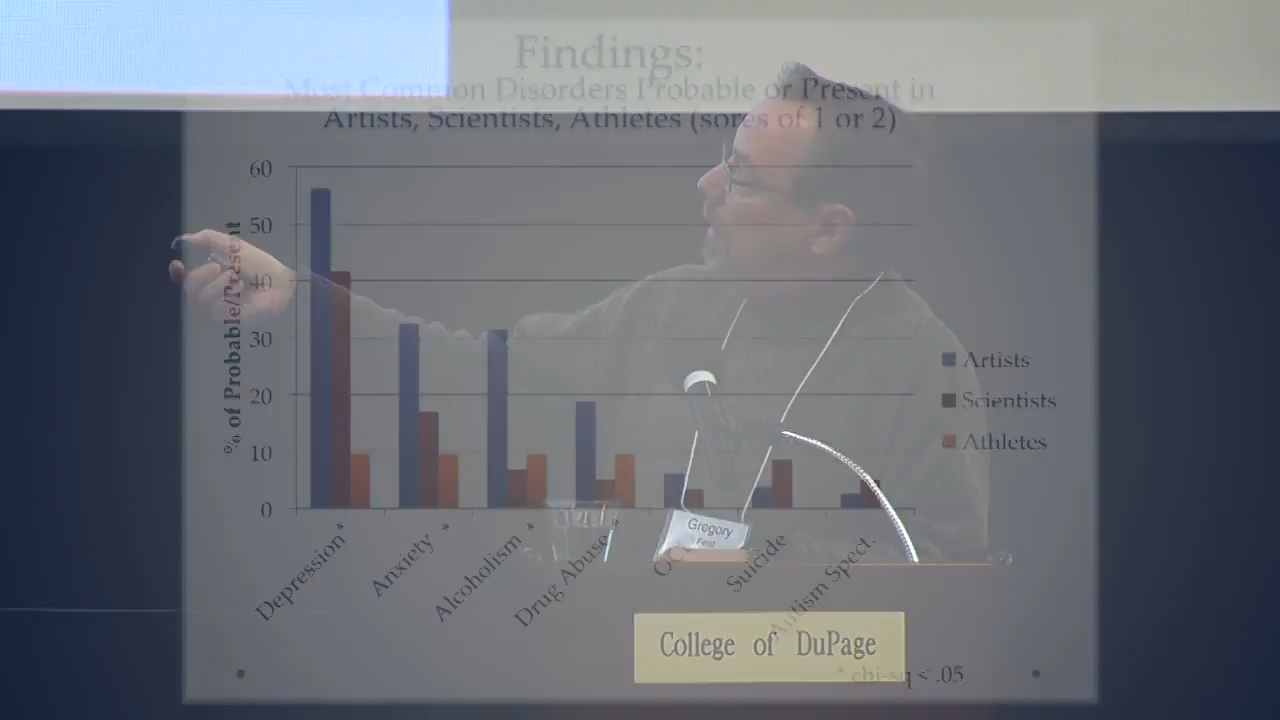 Findings:
Most Common Disorders Probable or Present in
Artists, Scientists, Athletes (sores of 1 or 2)
% of Probable/Present
60
50
40
30
20
10
0
Artists
Scientists
Athletes
Depression *
Anxiety *
Alcoholism *
Drug Abuse *
Suicide
Autism Spect.
Gregory
Feist
College of DuPage
* chi-sq < .05